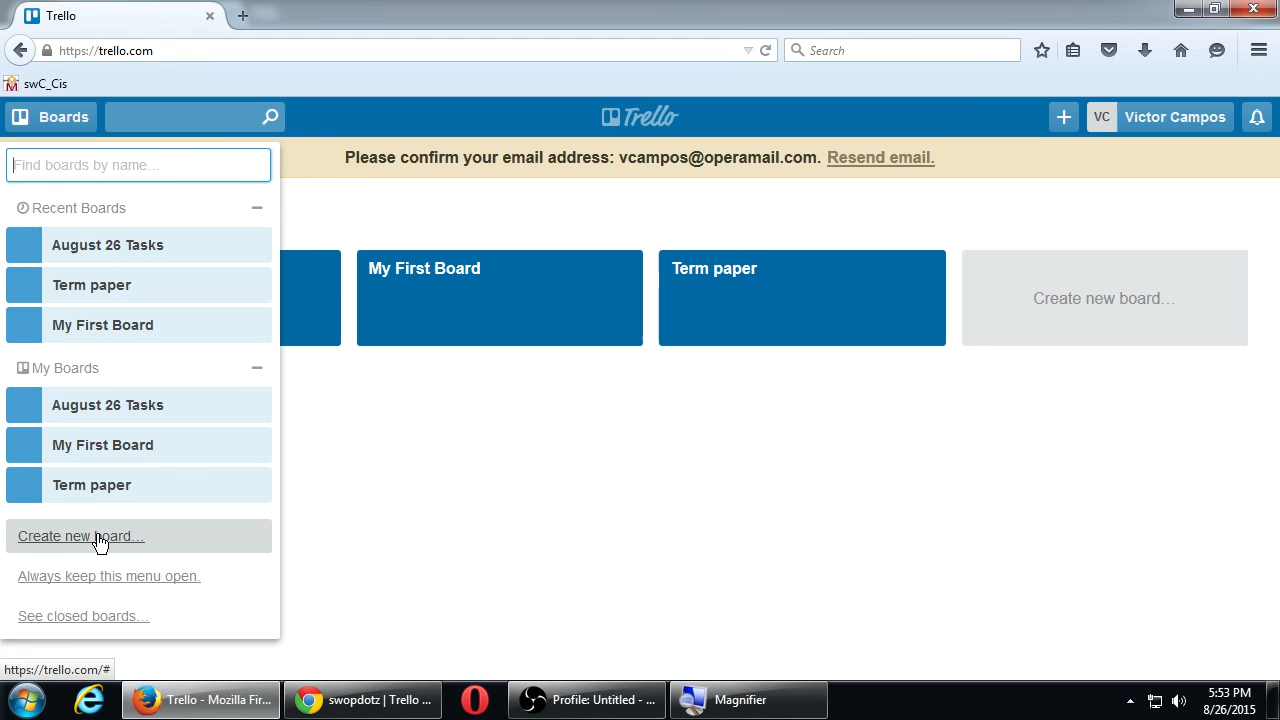 Trello
https://trello.com
Search
swC_Cis
Boards
Trello
VC
Victor Campos
Find boards by name...
Please confirm your email address: vcampos@operamail.com. Resend email.
Recent Boards
August 26 Tasks
Term paper
My First Board
My Boards
August 26 Tasks
My First Board
Term paper
Create new board...
Always keep this menu open.
See closed boards...
My First Board
Term paper
Create new board...
https://trello.com/#
Trello - Mozilla Fir...
swopdotz | Trello ...
Profile: Untitled - ...
Magnifier
5:53 PM
8/26/2015